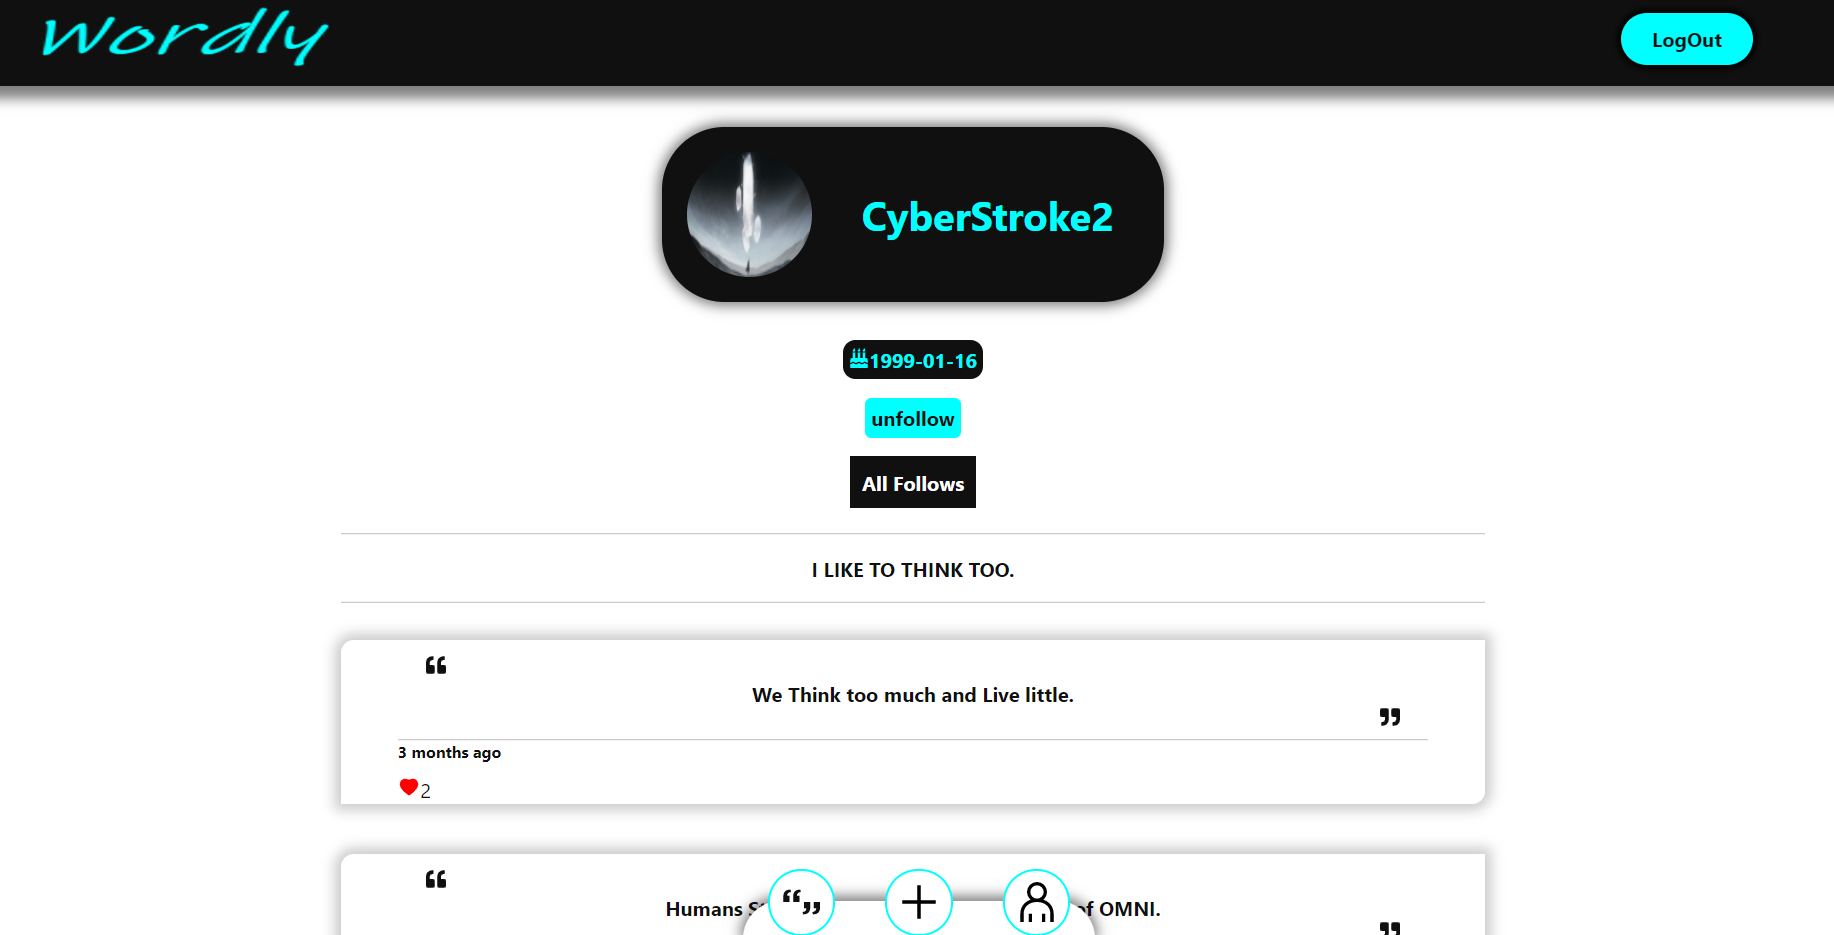 Wordly
LogOut
CyberStroke2
1999-01-16
unfollow
All Follows
I LIKE TO THINK TOO.
“
We Think too much and Live little.
”
3 months ago
2
“
Humans of OMNI.
”